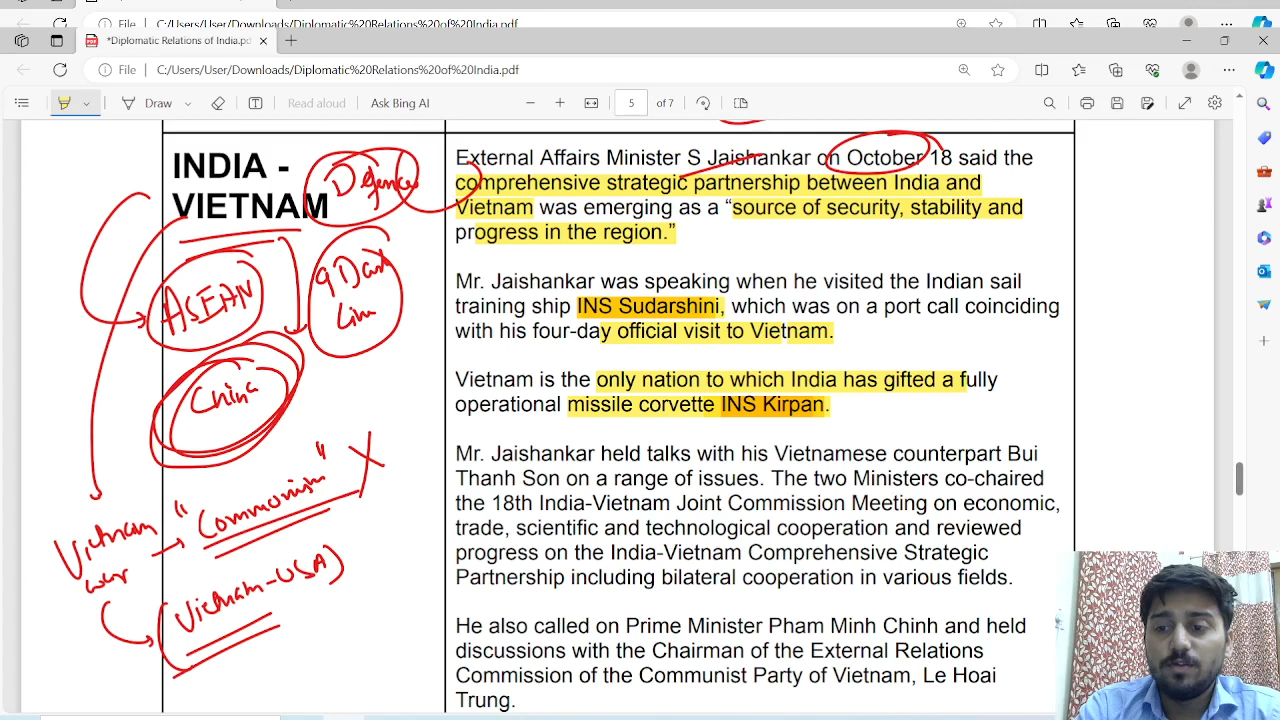 File C:/Users/User/Downloads/Diplomatic%20Relations%20of%20India.pdf
*Diplomatic Relations of India.pd
File C:/Users/User/Downloads/Diplomatic%20Relations%20of%20India.pdf
Draw Read aloud Ask Bing AI 5 of 7
INDIA -
VIETNAM
Defence
ASEAN
9 Dash
Line
China
Vietnam
war
"Communism"
Vietnam-USA)
External Affairs Minister S Jaishankar on October 18 said the
comprehensive strategic partnership between India and
Vietnam was emerging as a “source of security, stability and
progress in the region.”
Mr. Jaishankar was speaking when he visited the Indian sail
training ship INS Sudarshini, which was on a port call coinciding
with his four-day official visit to Vietnam.
Vietnam is the only nation to which India has gifted a fully
operational missile corvette INS Kirpan.
Mr. Jaishankar held talks with his Vietnamese counterpart Bui
Thanh Son on a range of issues. The two Ministers co-chaired
the 18th India-Vietnam Joint Commission Meeting on economic,
trade, scientific and technological cooperation and reviewed
progress on the India-Vietnam Comprehensive Strategic
Partnership including bilateral cooperation in various fields.
He also called on Prime Minister Pham Minh Chinh and held
discussions with the Chairman of the External Relations
Commission of the Communist Party of Vietnam, Le Hoai
Trung.